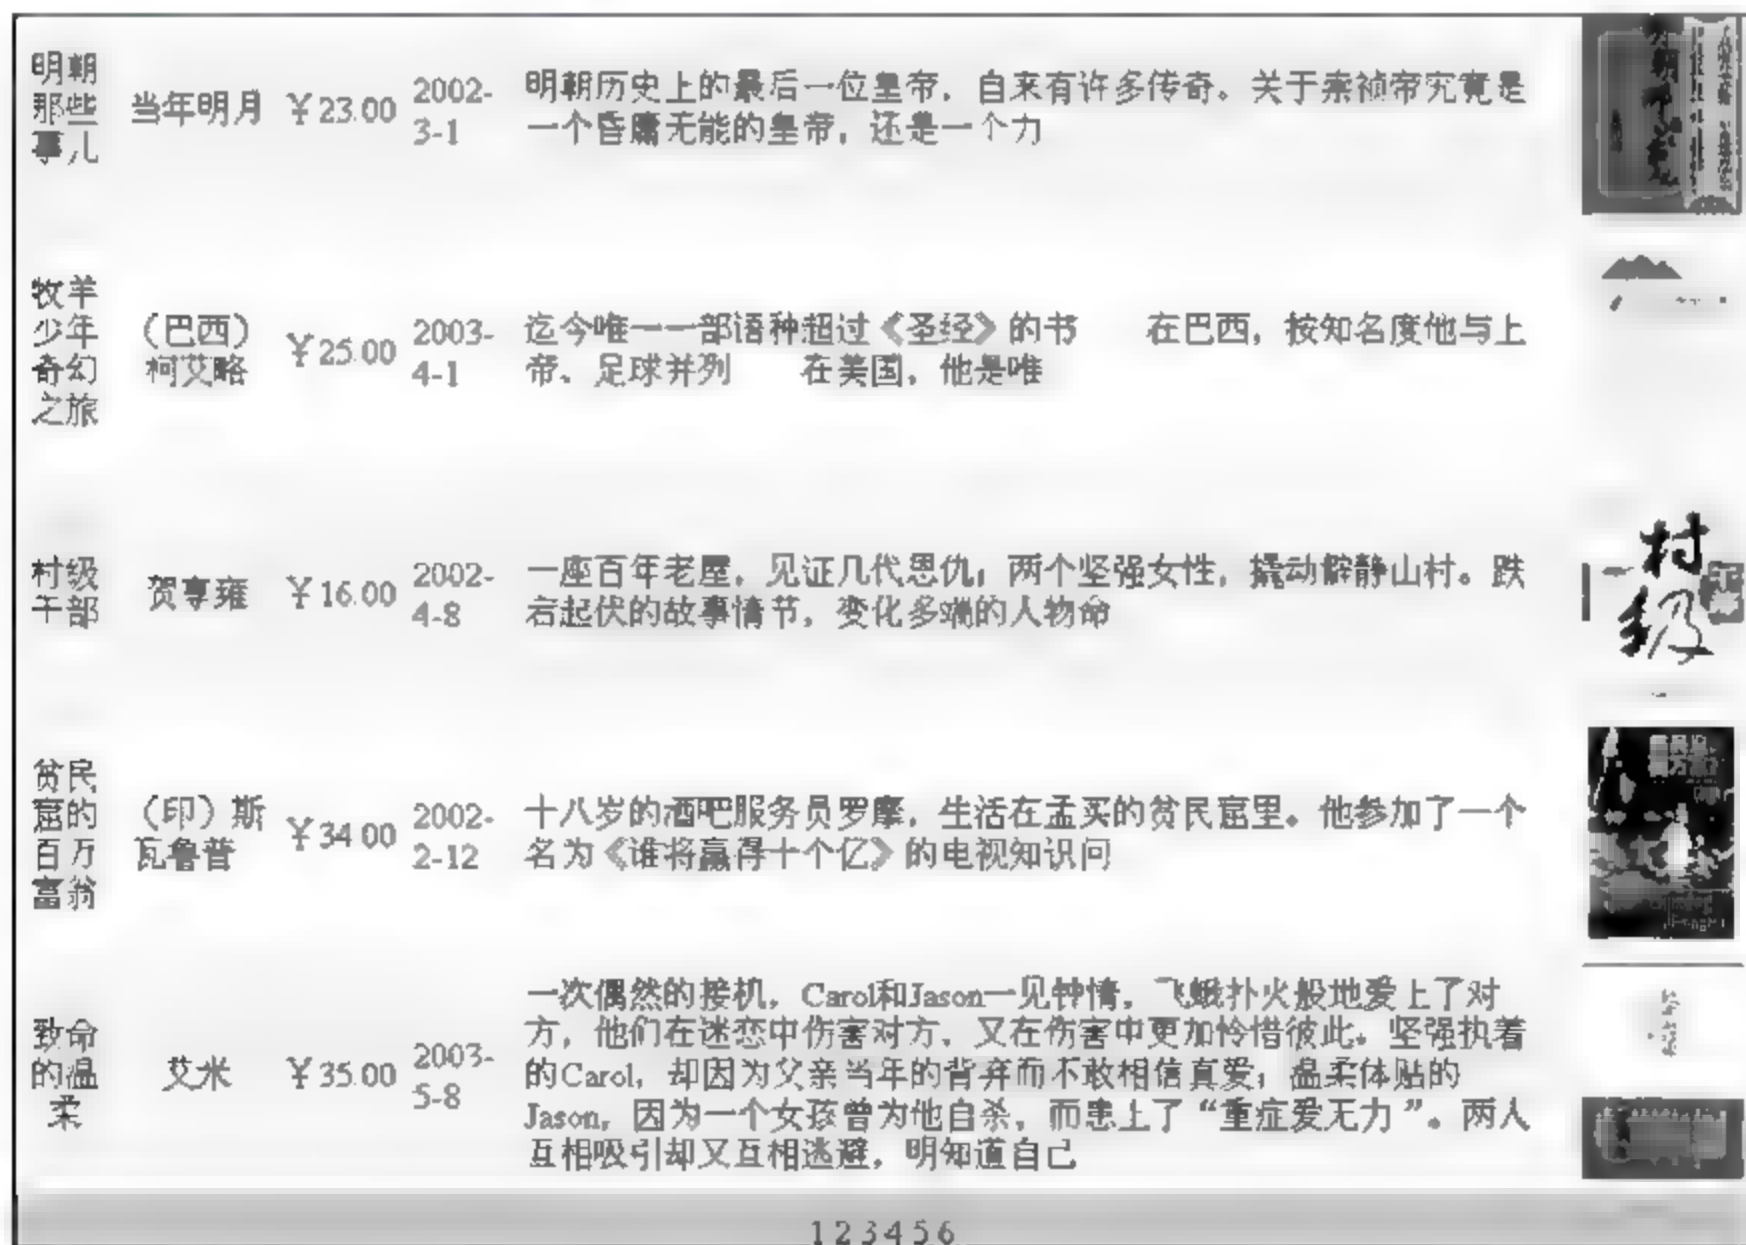 明朝
那些
事儿
当年明月
￥23.00
2002-
3-1
明朝历史上的最后一位皇帝，自来有许多传奇。关于崇祯帝究竟是
一个昏庸无能的皇帝，还是一个力
牧羊
少年
奇幻
之旅
（巴西）
柯艾略
￥25.00
2003-
4-1
迄今唯一一部语种超过《圣经》的书　　在巴西，按知名度他与上
帝、足球并列　　在美国，他是唯
村级
干部
贺享雍
￥16.00
2002-
4-8
一座百年老屋，见证几代恩仇；两个坚强女性，撬动僻静山村。跌
宕起伏的故事情节，变化多端的人物命
村
级
贫民
窟的
百万
富翁
（印）斯
瓦鲁普
￥34.00
2002-
2-12
十八岁的酒吧服务员罗摩，生活在孟买的贫民窟里。他参加了一个
名为《谁将赢得十个亿》的电视知识问
致命
的温
柔
艾米
￥35.00
2003-
5-8
一次偶然的接机，Carol和Jason一见钟情，飞蛾扑火般地爱上了对
方，他们在迷恋中伤害对方、又在伤害中更加怜惜彼此。坚强执着
的Carol，却因为父亲当年的背弃而不敢相信真爱；温柔体贴的
Jason，因为一个女孩曾为他自杀，而患上了“重症爱无力”。两人
互相吸引却又互相逃避，明知道自己
1 2 3 4 5 6